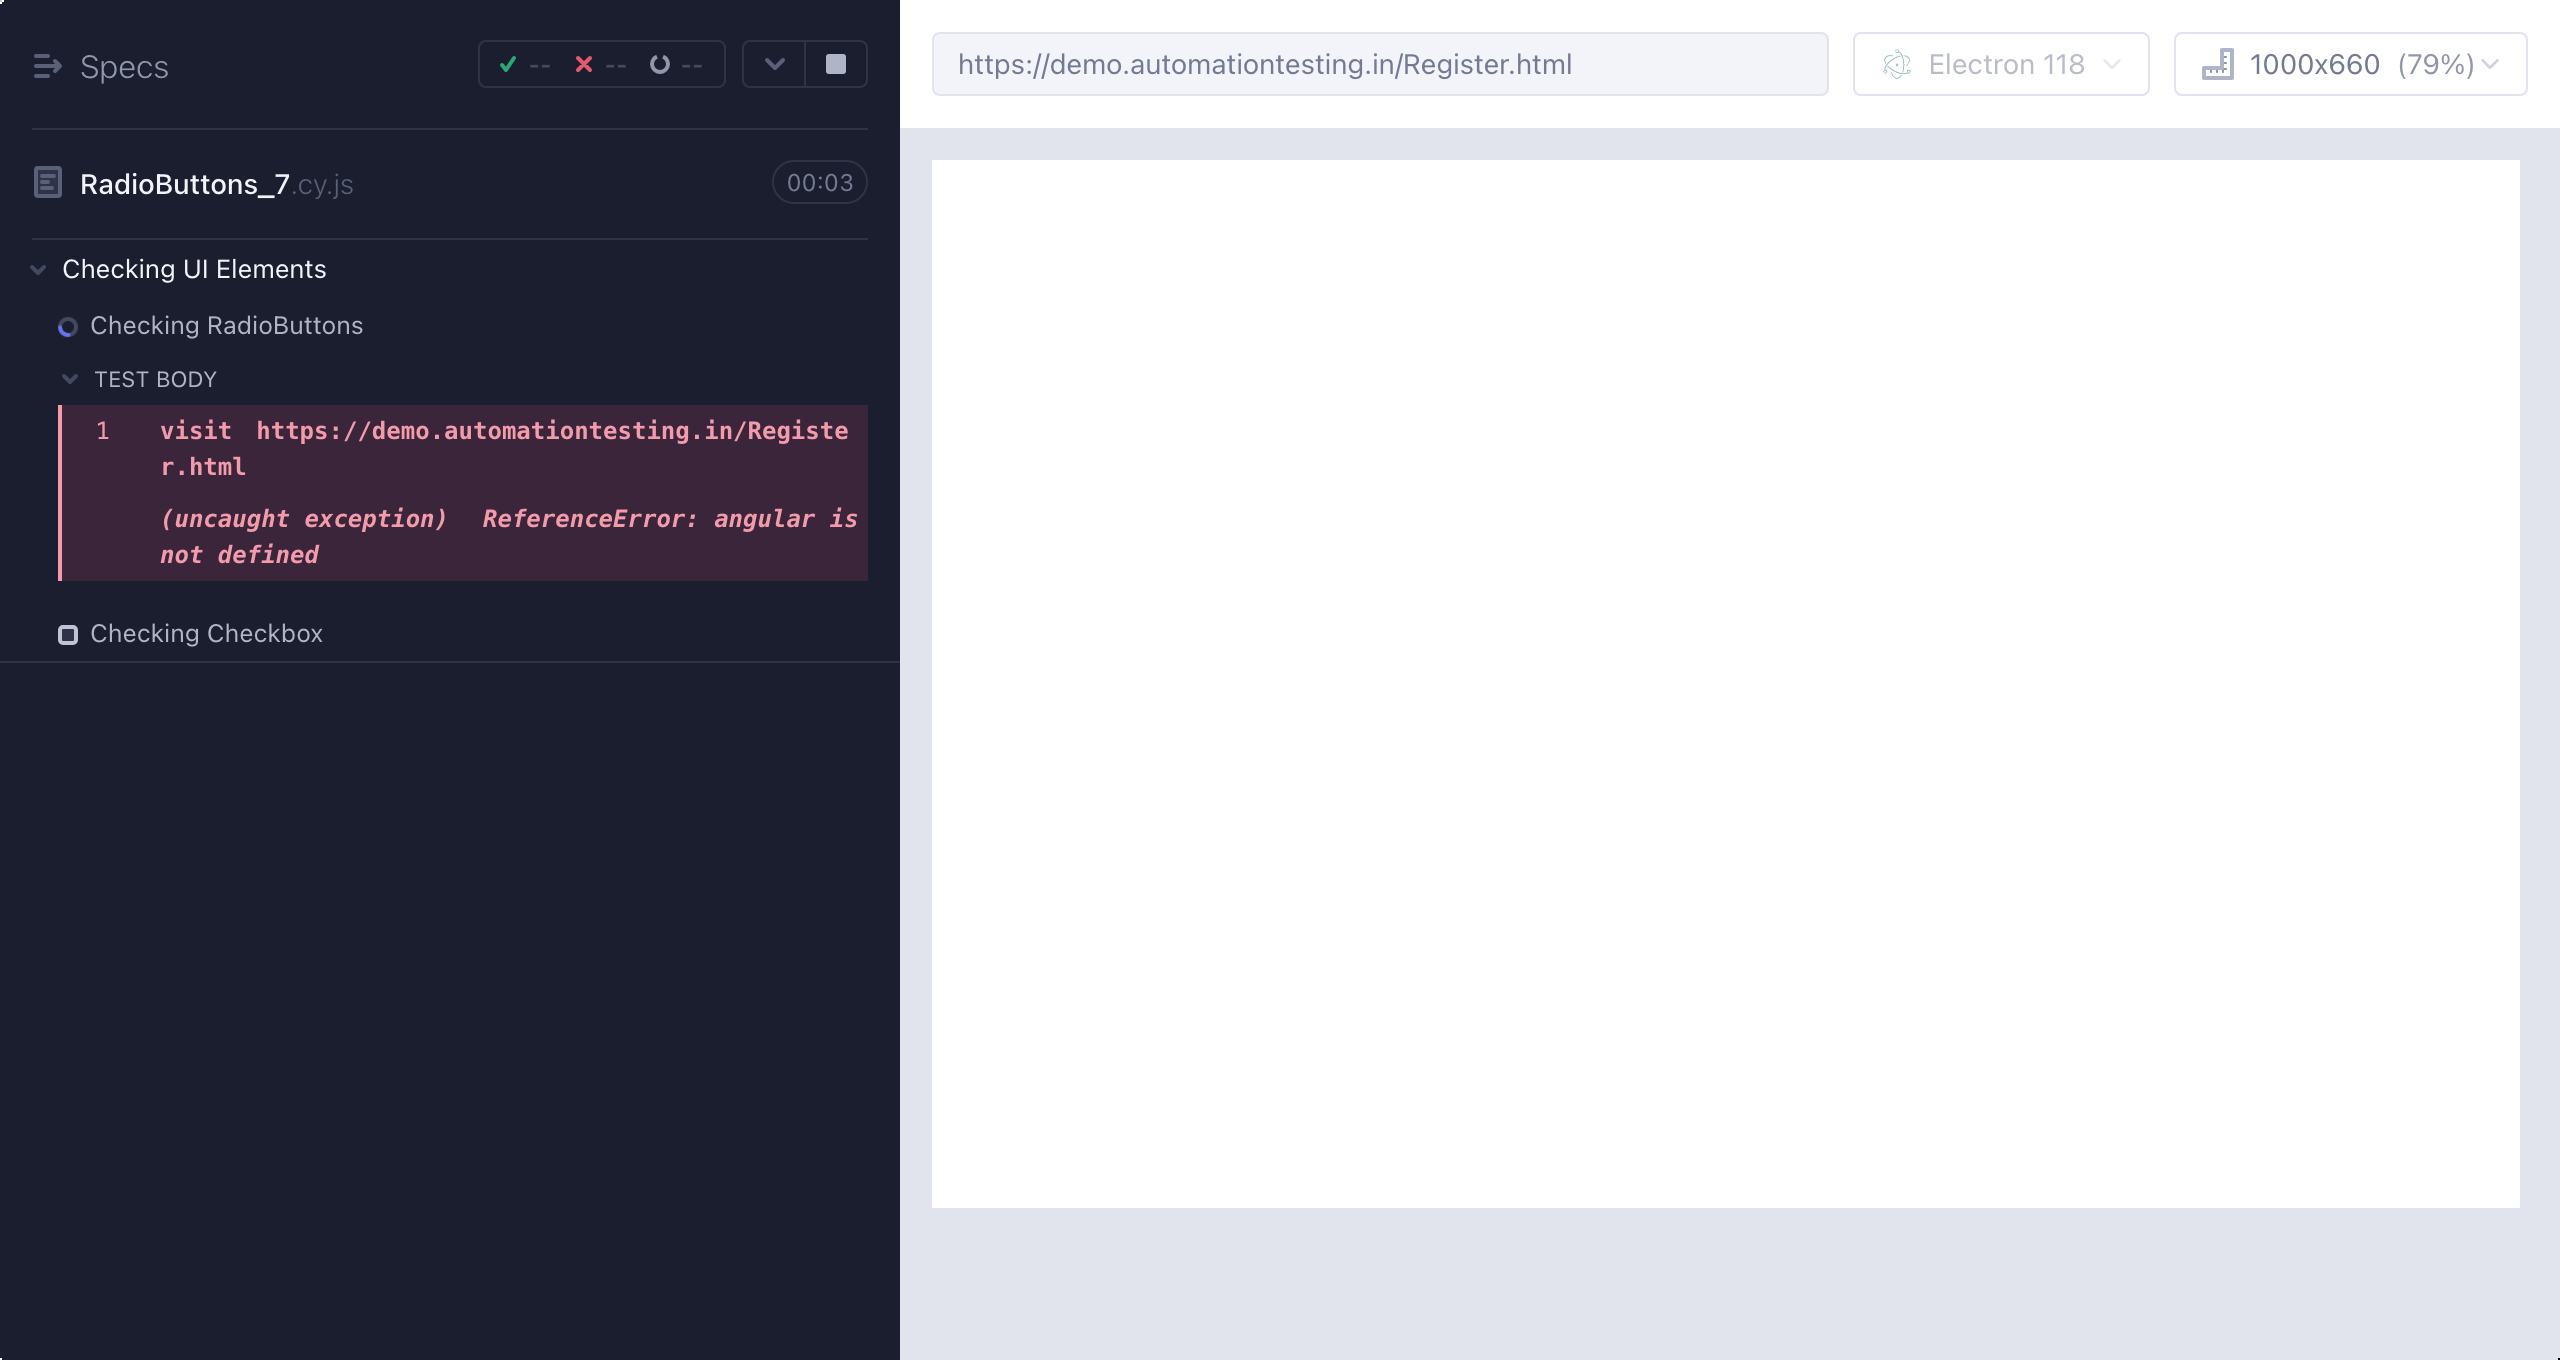 Specs
-- -- --
https://demo.automationtesting.in/Register.html
Electron 118
1000x660 (79%)
RadioButtons_7.cy.js
00:03
Checking UI Elements
Checking RadioButtons
TEST BODY
1 visit https://demo.automationtesting.in/Registe
r.html
(uncaught exception) ReferenceError: angular is
not defined
Checking Checkbox